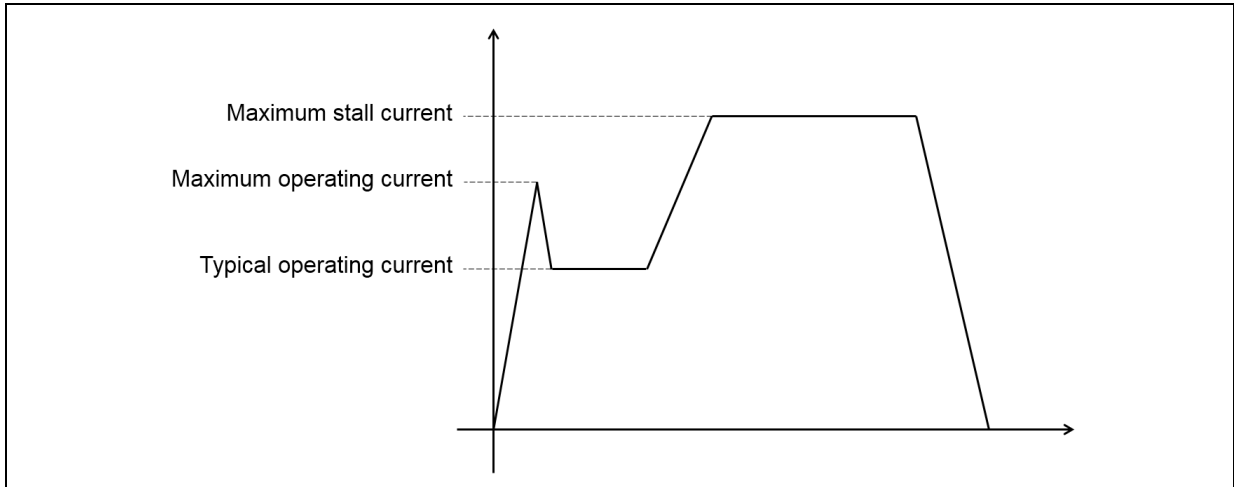 Maximum stall current
Maximum operating current
Typical operating current